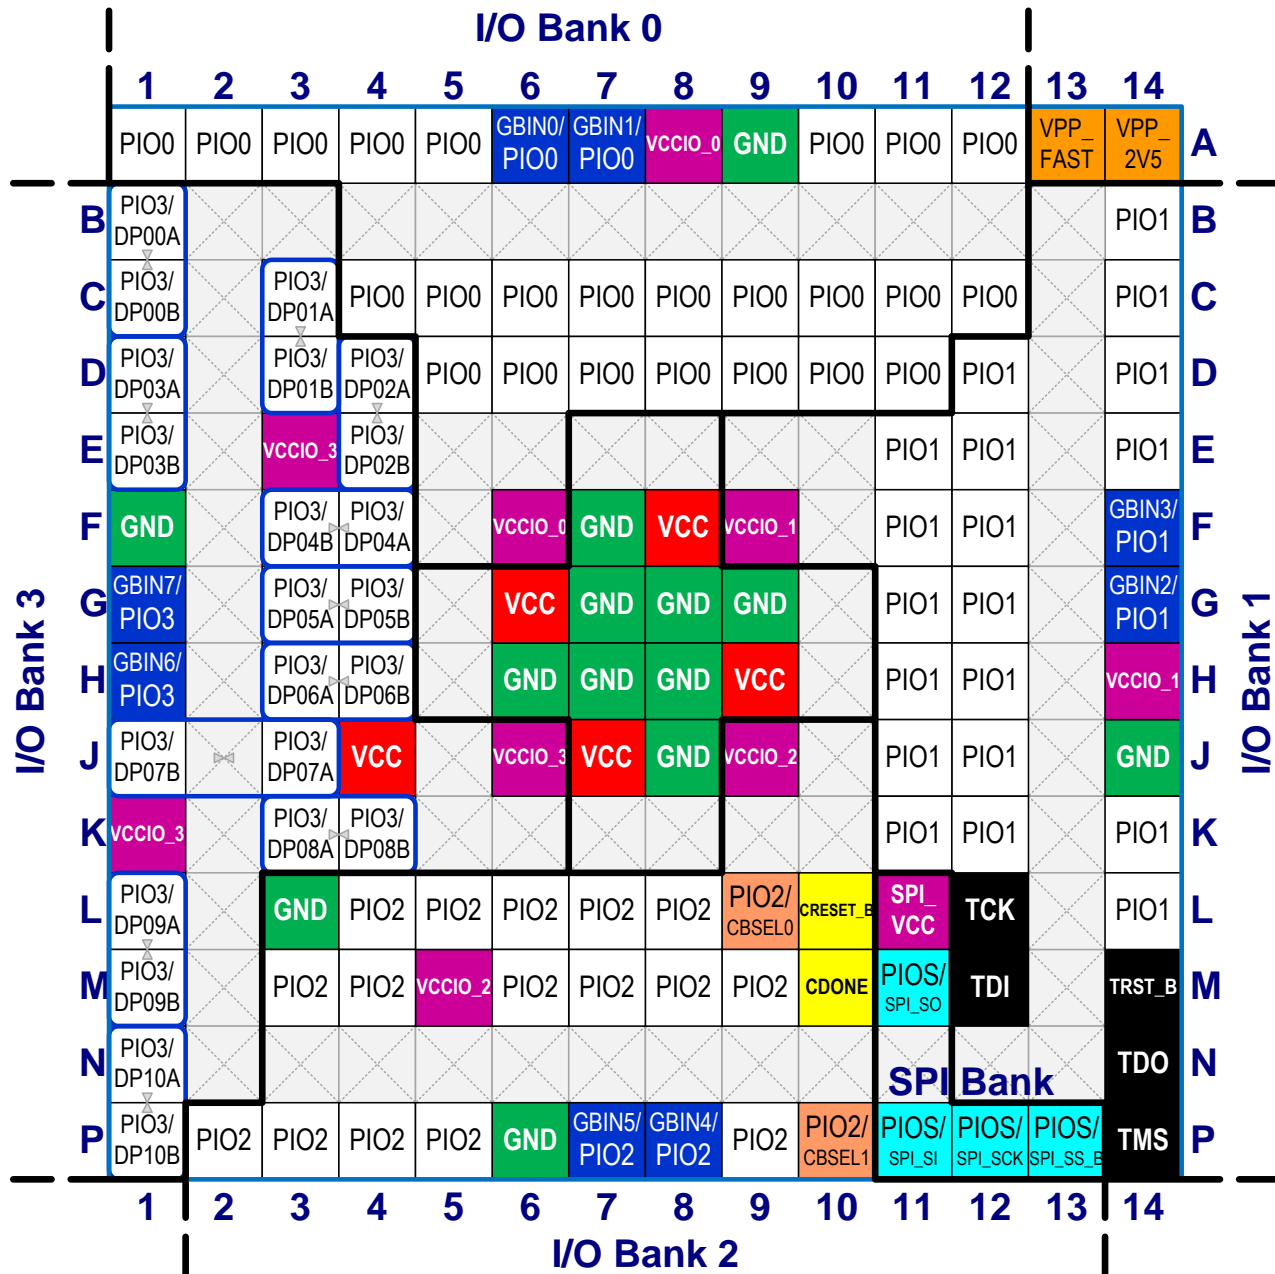 I/O Bank 0
1 2 3 4 5 6 7 8 9 10 11 12 13 14
PIO0 PIO0 PIO0 PIO0 PIO0 GBIN0/ PIO0 GBIN1/ PIO0 VCCIO_0 GND PIO0 PIO0 PIO0 VPP_ FAST VPP_ 2V5 A
B PIO3/ DP00A PIO1 B
C PIO3/ DP00B PIO3/ DP01A PIO0 PIO0 PIO0 PIO0 PIO0 PIO0 PIO0 PIO0 PIO0 PIO1 C
D PIO3/ DP03A PIO3/ DP01B PIO3/ DP02A PIO0 PIO0 PIO0 PIO0 PIO0 PIO0 PIO0 PIO1 PIO1 D
E PIO3/ DP03B VCCIO_3 PIO3/ DP02B PIO1 PIO1 PIO1 E
F GND PIO3/ DP04B PIO3/ DP04A VCCIO_0 GND VCC VCCIO_1 PIO1 PIO1 GBIN3/ PIO1 F
G GBIN7/ PIO3 PIO3/ DP05A PIO3/ DP05B VCC GND GND GND PIO1 PIO1 GBIN2/ PIO1 G
H GBIN6/ PIO3 PIO3/ DP06A PIO3/ DP06B GND GND GND VCC PIO1 PIO1 VCCIO_1 H
J PIO3/ DP07B PIO3/ DP07A VCC VCCIO_3 VCC GND VCCIO_2 PIO1 PIO1 GND J
K VCCIO_3 PIO3/ DP08A PIO3/ DP08B PIO1 PIO1 PIO1 K
L PIO3/ DP09A GND PIO2 PIO2 PIO2 PIO2 PIO2 PIO2/ CBSEL0 CRESET_B SPI_ VCC TCK PIO1 L
M PIO3/ DP09B PIO2 PIO2 VCCIO_2 PIO2 PIO2 PIO2 PIO2 CDONE PIOS/ SPI_SO TDI TRST_B M
N PIO3/ DP10A SPI Bank TDO N
P PIO3/ DP10B PIO2 PIO2 PIO2 PIO2 GND GBIN5/ PIO2 GBIN4/ PIO2 PIO2 PIO2/ CBSEL1 PIOS/ SPI_SI PIOS/ SPI_SCK PIOS/ SPI_SS_B TMS P
1 2 3 4 5 6 7 8 9 10 11 12 13 14
I/O Bank 2
I/O Bank 3
I/O Bank 1